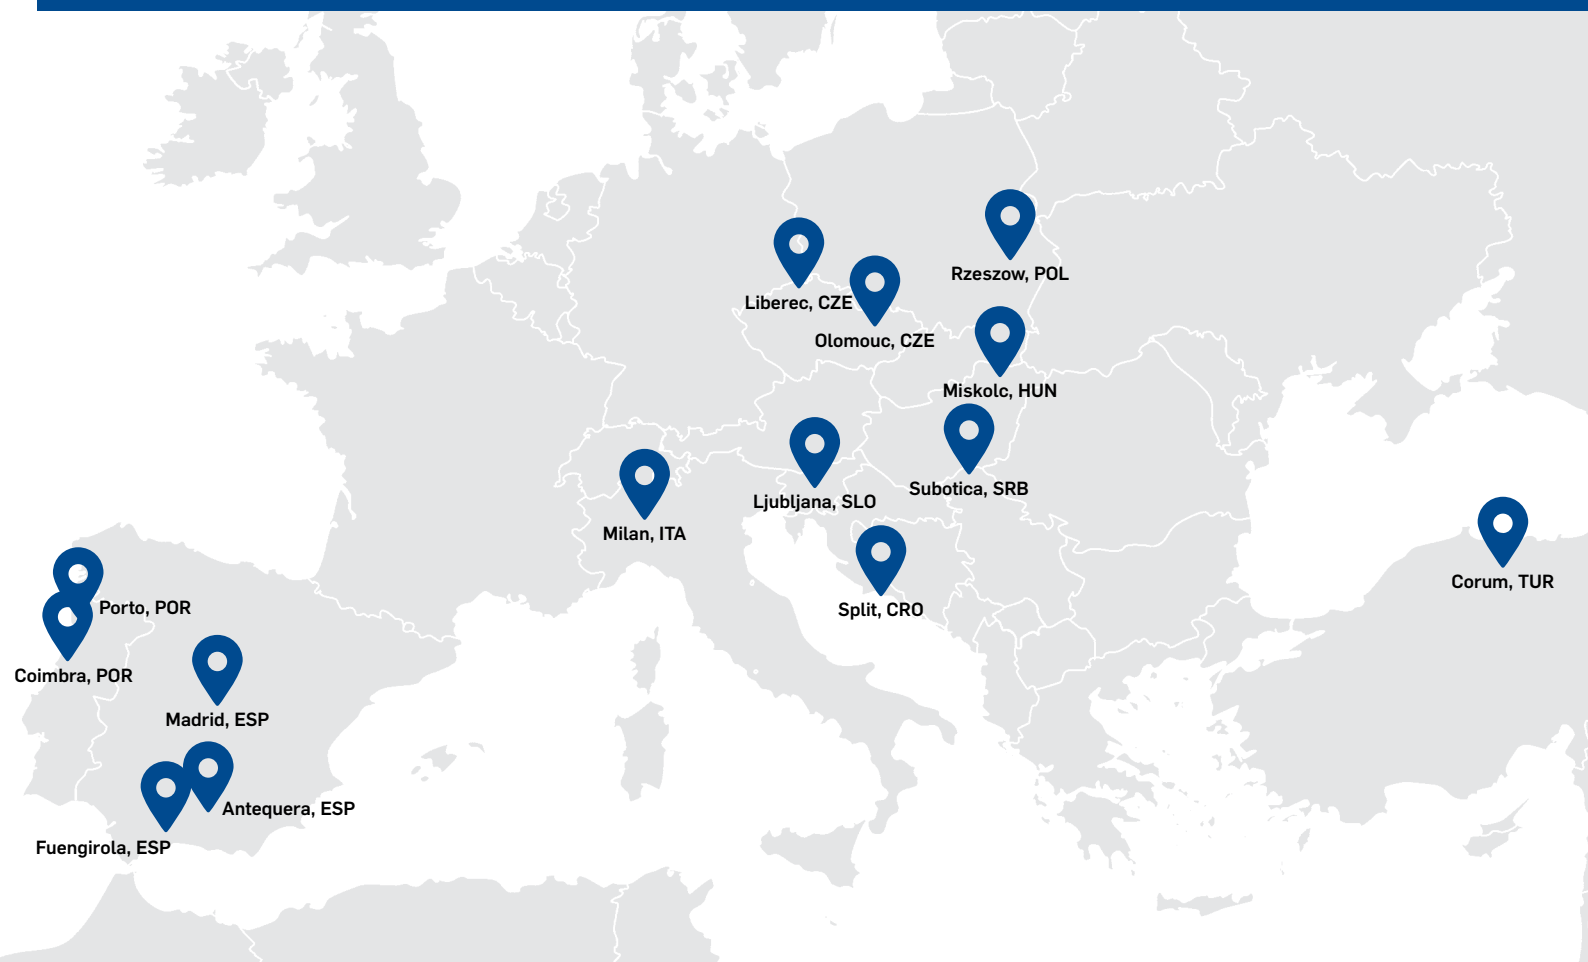 Rzeszow, POL
Liberec, CZE
Olomouc, CZE
Miskolc, HUN
Subotica, SRB
Ljubljana, SLO
Milan, ITA
Corum, TUR
Porto, POR
Split, CRO
Coimbra, POR
Madrid, ESP
Antequera, ESP
Fuengirola, ESP